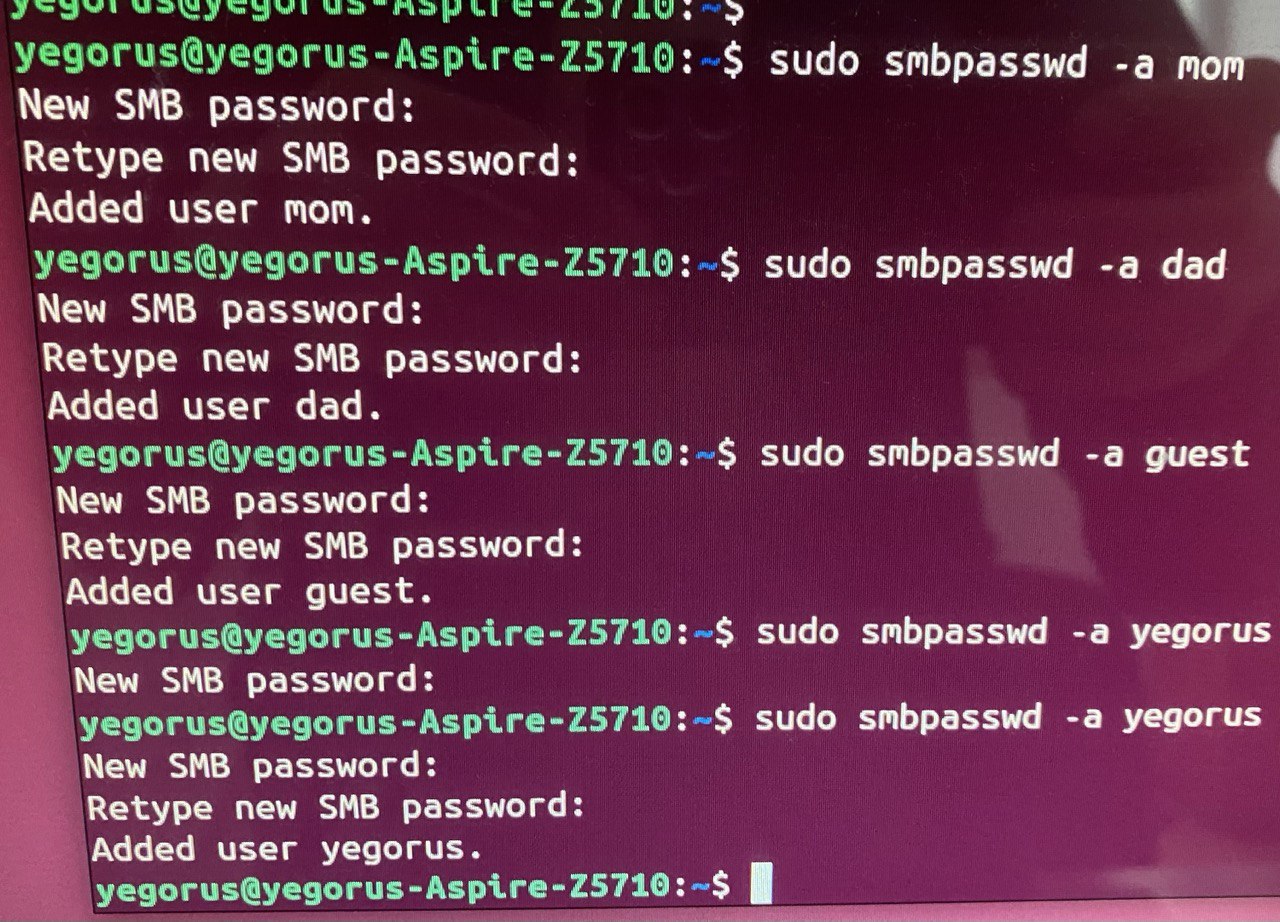 yegorus@yegorus-Aspire-Z5710:~$
yegorus@yegorus-Aspire-Z5710:~$ sudo smbpasswd -a mom
New SMB password:
Retype new SMB password:
Added user mom.
yegorus@yegorus-Aspire-Z5710:~$ sudo smbpasswd -a dad
New SMB password:
Retype new SMB password:
Added user dad.
yegorus@yegorus-Aspire-Z5710:~$ sudo smbpasswd -a guest
New SMB password:
Retype new SMB password:
Added user guest.
yegorus@yegorus-Aspire-Z5710:~$ sudo smbpasswd -a yegorus
New SMB password:
yegorus@yegorus-Aspire-Z5710:~$ sudo smbpasswd -a yegorus
New SMB password:
Retype new SMB password:
Added user yegorus.
yegorus@yegorus-Aspire-Z5710:~$